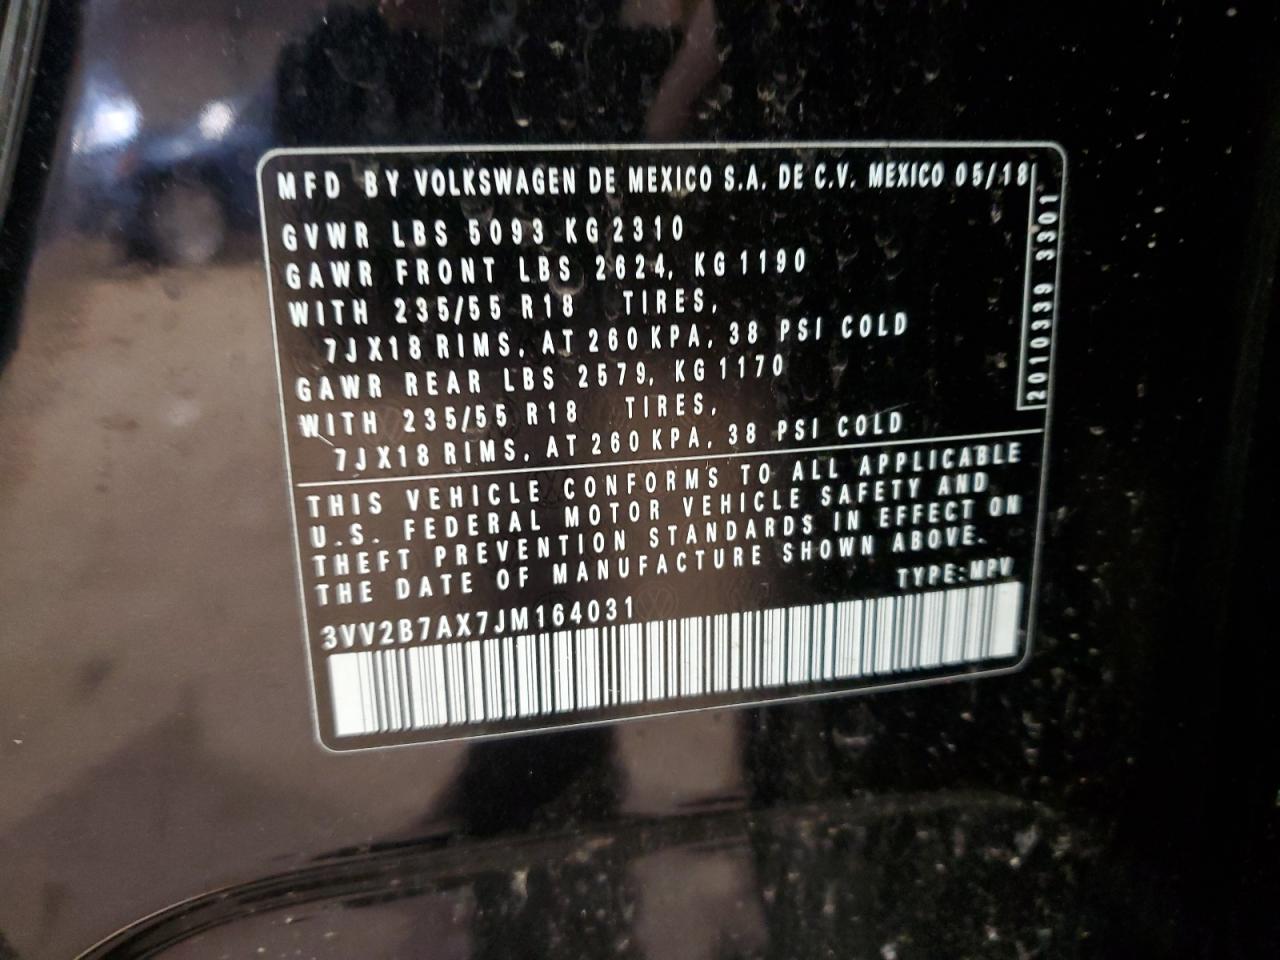 MFD BY VOLKSWAGEN DE MEXICO S.A. DE C.V. MEXICO 05/18
GVWR LBS 5093 KG 2310
GAWR FRONT LBS 2624, KG 1190
WITH 235/55 R18 TIRES,
7JX18 RIMS, AT 260 KPA, 38 PSI COLD
GAWR REAR LBS 2579, KG 1170
WITH 235/55 R18 TIRES,
7JX18 RIMS, AT 260 KPA, 38 PSI COLD
2010339 3301
THIS VEHICLE CONFORMS TO ALL APPLICABLE
U.S. FEDERAL MOTOR VEHICLE SAFETY AND
THEFT PREVENTION STANDARDS IN EFFECT ON
THE DATE OF MANUFACTURE SHOWN ABOVE.
TYPE:MPV
3VV2B7AX7JM164031